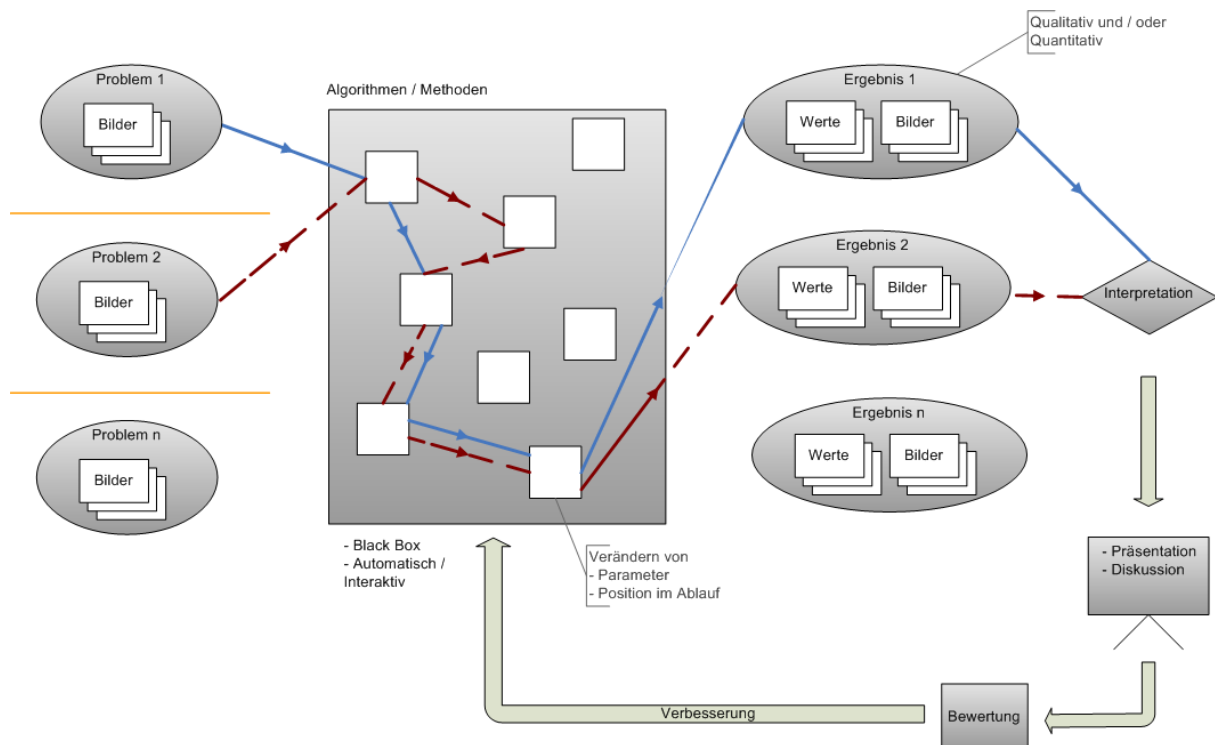 Problem 1
Bilder
Problem 2
Bilder
Problem n
Bilder
Algorithmen / Methoden
- Black Box
- Automatisch /
Interaktiv
Verändern von
- Parameter
- Position im Ablauf
Qualitativ und / oder
Quantitativ
Ergebnis 1
Werte
Bilder
Ergebnis 2
Werte
Bilder
Ergebnis n
Werte
Bilder
Interpretation
- Präsentation
- Diskussion
Bewertung
Verbesserung